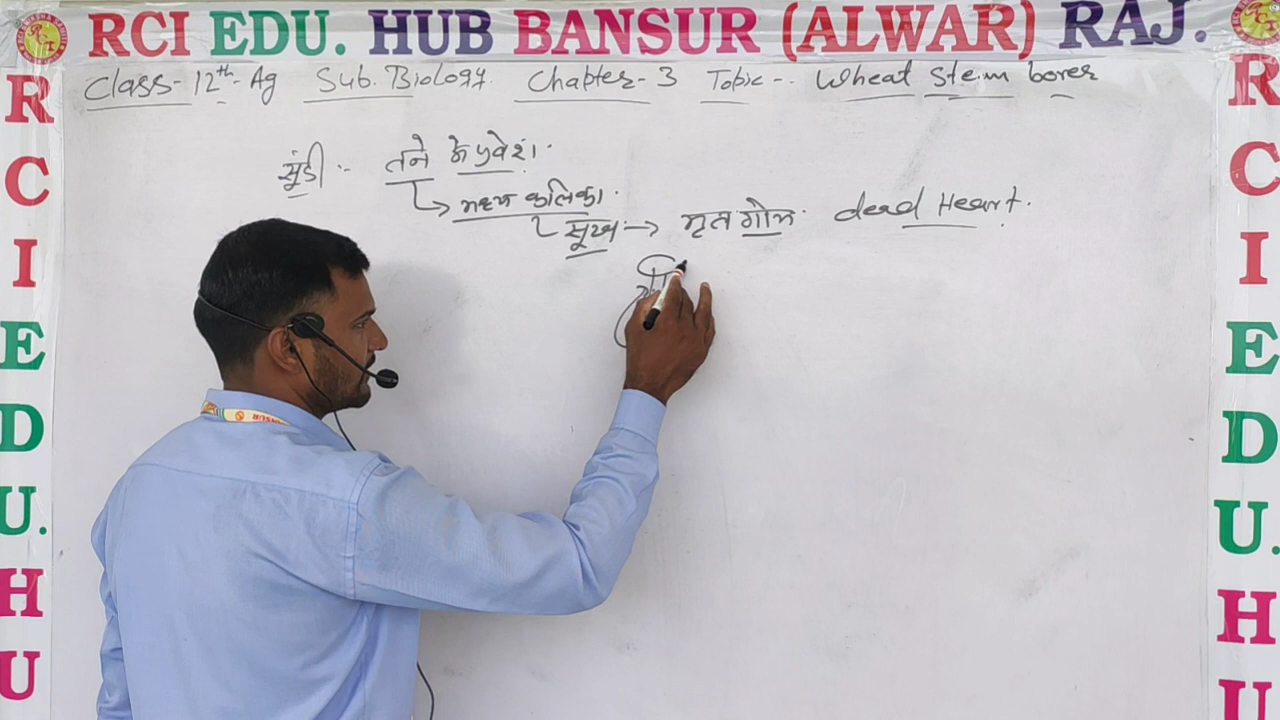 RCI EDU. HUB BANSUR (ALWAR) RAJ.
Class-12th-Ag Sub. Biology. Chapter-3 Topic-- Wheat Stem borer
सूंडी:- तने मे प्रवेश.
→ मध्य कलिका.
सूख → मृत गोभ. dead Heart.
R
C
I
E
D
U.
H
U
R
C
I
E
D
U.
H
U